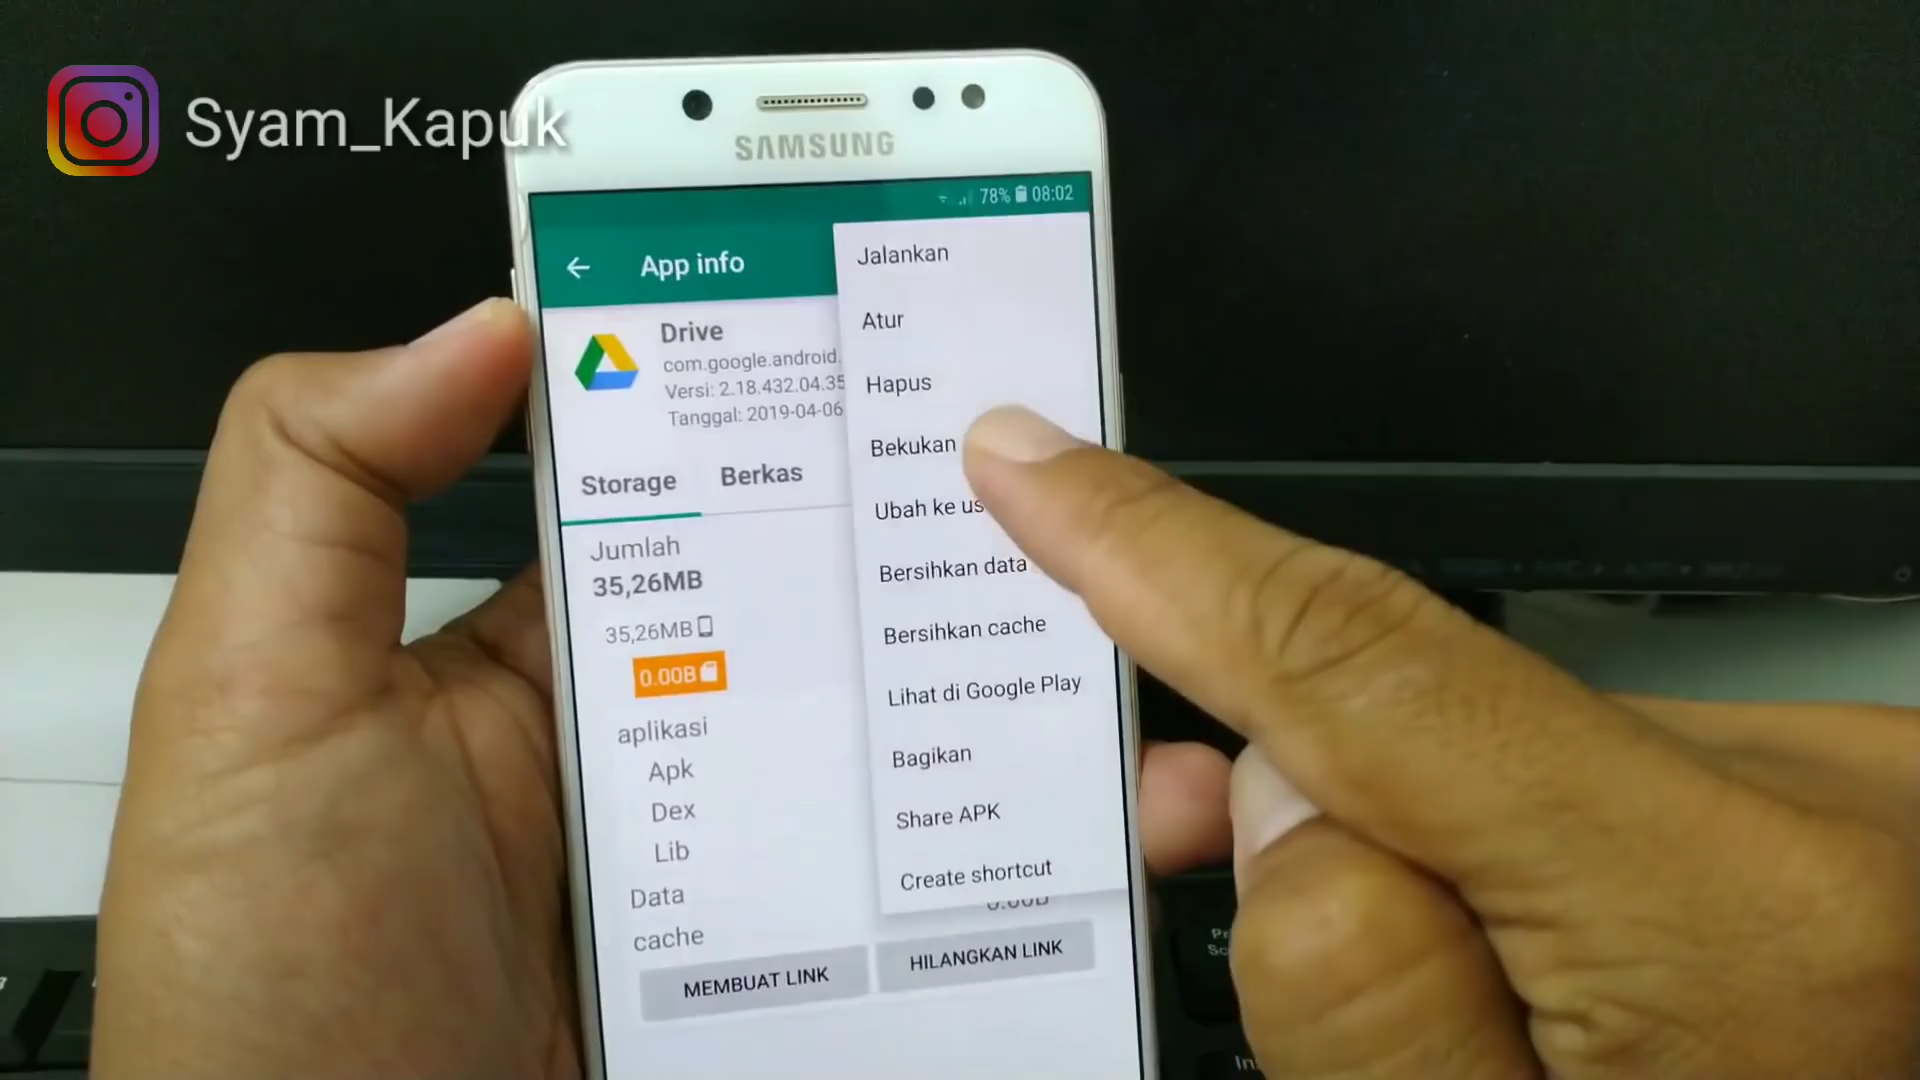 Syam_Kapuk
SAMSUNG
78% 08:02
App info
Drive
com.google.android.
Versi: 2.18.432.04.35
Tanggal: 2019-04-06
Storage
Berkas
Jumlah
35,26MB
35,26MB
0.00B
aplikasi
Apk
Dex
Lib
Data
cache
Jalankan
Atur
Hapus
Bekukan
Ubah ke us
Bersihkan data
Bersihkan cache
Lihat di Google Play
Bagikan
Share APK
Create shortcut
MEMBUAT LINK
HILANGKAN LINK